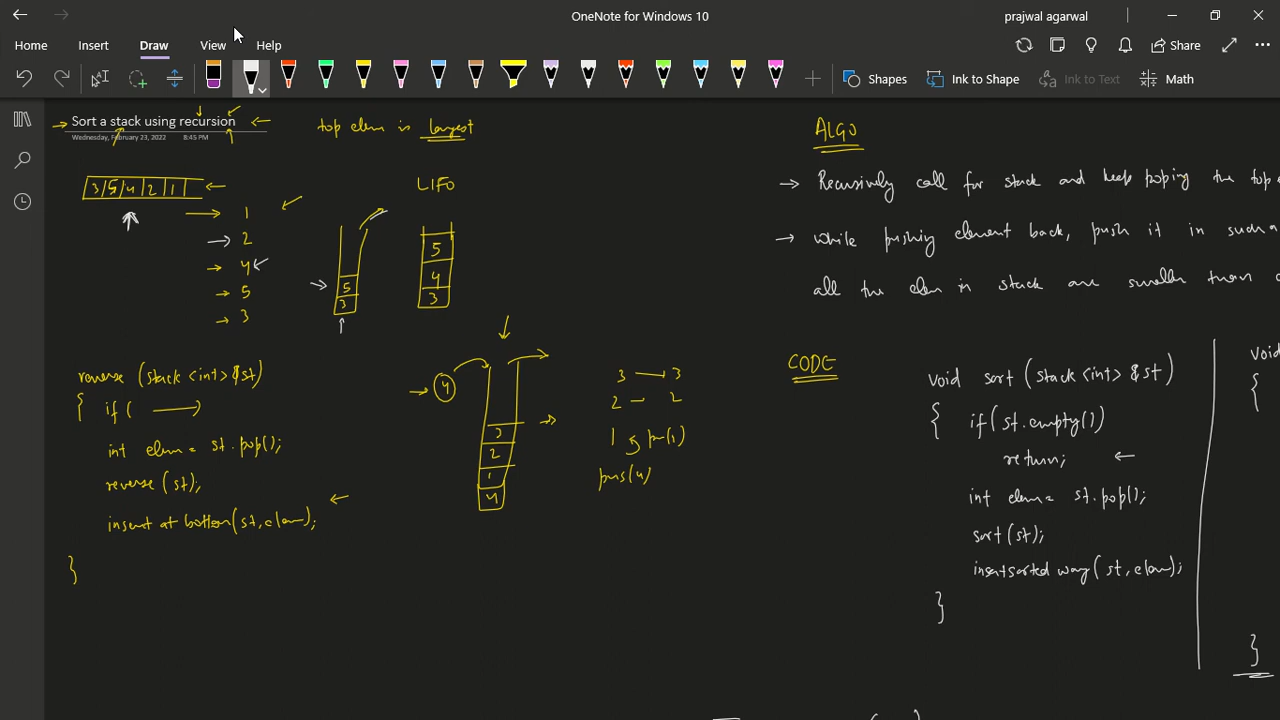 OneNote for Windows 10
prajwal agarwal
Home Insert Draw View Help
Share
Shapes Ink to Shape Ink to Text Math
Sort a stack using recursion
Wednesday, February 23, 2022 8:45 PM
top elem is largest
3 5 4 2 1
1
2
4
5
3
5
3
LIFO
5
4
3
reverse (stack <int> &st)
{ if( )
int elem = st.pop();
reverse (st);
insert at bottom(st, elem);
}
4
3
2
1
4
3 3
2 2
1 pu(1)
pus(4)
ALGO
Recursively call for stack and keep poping the top e
while pushing element back, push it in such a
all the elem in stack are smaller than
CODE
void sort (stack <int> &st)
{ if(st.empty())
return;
int elem = st.pop();
sort (st);
insertsorted way( st, elem);
}
void
{
}